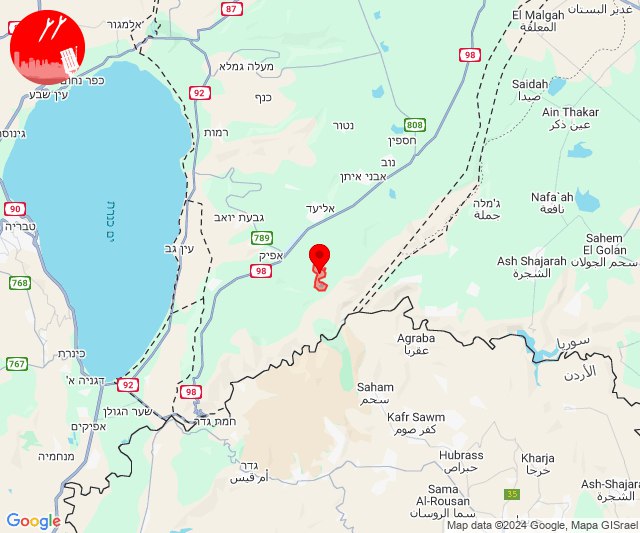 אלמגור
87
El Malgah
المعلقة
غدير البستان
98
מעלה גמלא
כפר נחום
עין שבע
92
כנף
Saidah
صيدا
גינוסר
רמות
נטור
808
חספין
Ain Thakar
عين ذكر
נוב
אבני איתן
90
טבריה
ים כנרת
גבעת יואב
אליעד
ג'מלה
جملة
Nafa`ah
نافعة
789
עין גב
אפיק
98
Sahem
El Golan
سحم الجولان
Ash Shajarah
الشجرة
768
767
כינרת
Agraba
عقربا
سوريا
الأردن
דגניה א'
92
98
Saham
سحم
שער הגולן
חמת גדר
Kafr Sawm
كفر صوم
אפיקים
מנחמיה
גדר
أم قيس
Hubrass
حبراص
Kharja
خرجا
Sama
Al-Rousan
سما الروسان
35
Ash-Shajara
الشجرة
Google
Map data ©2024 Google, Mapa GISrael